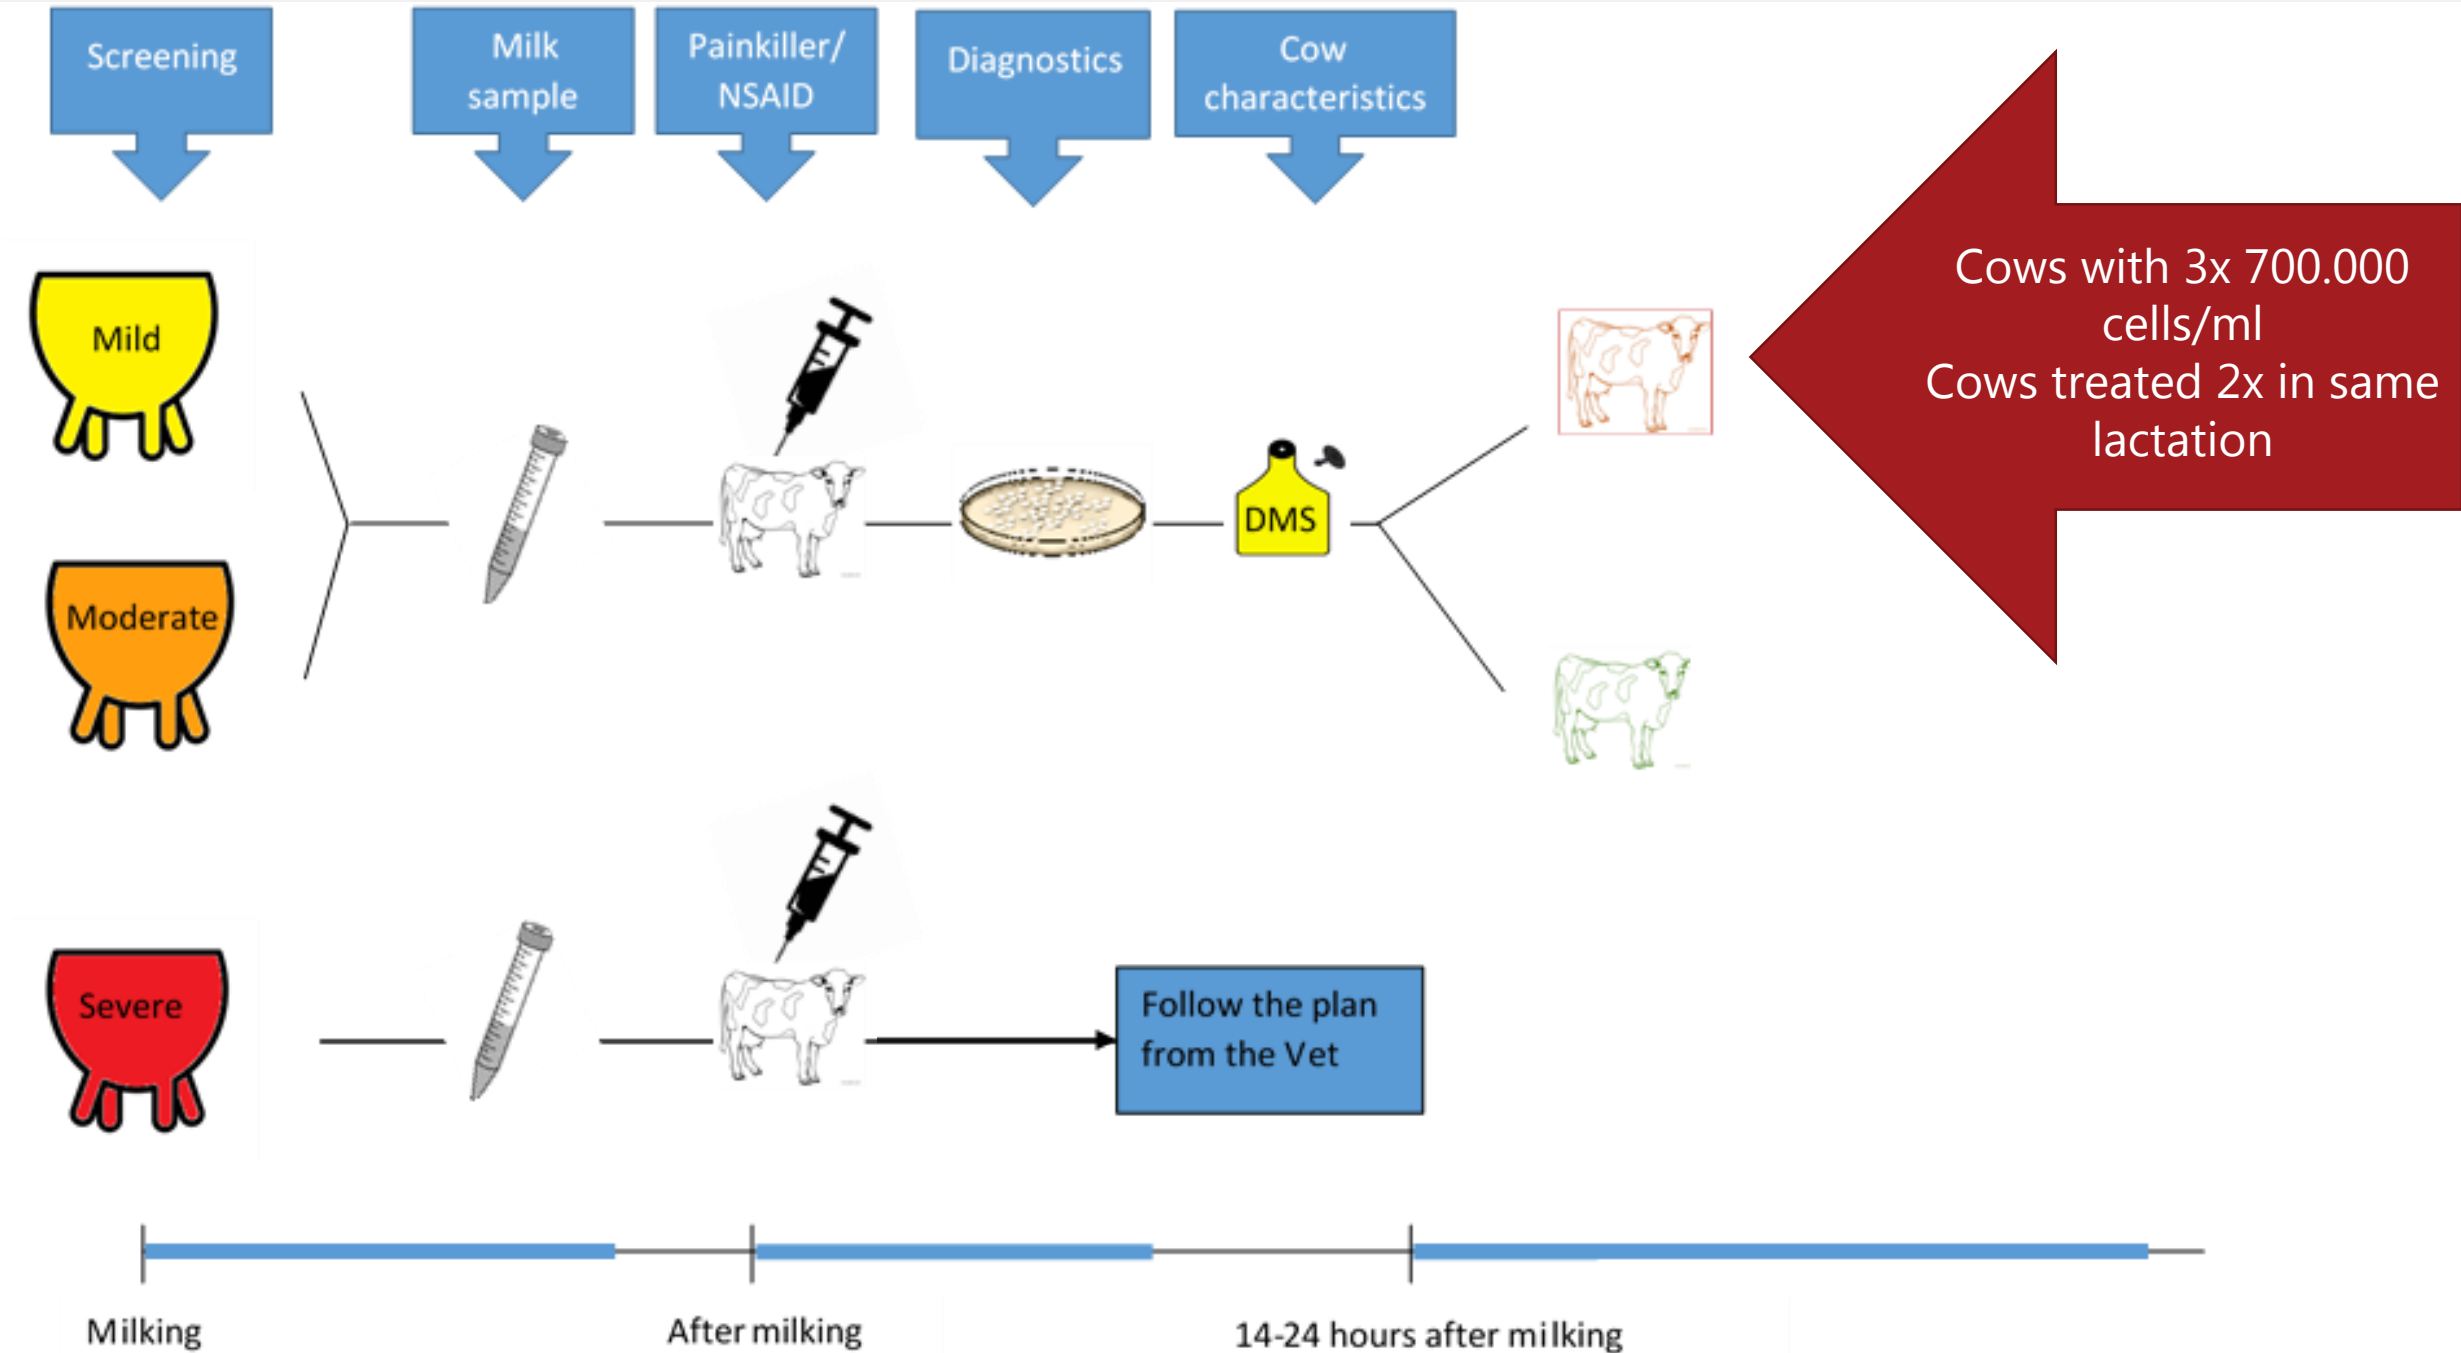 Screening
Milk
sample
Painkiller/
NSAID
Diagnostics
Cow
characteristics
Cows with 3x 700.000
cells/ml
Cows treated 2x in same
lactation
Mild
DMS
Moderate
Severe
Follow the plan
from the Vet
Milking
After milking
14-24 hours after milking